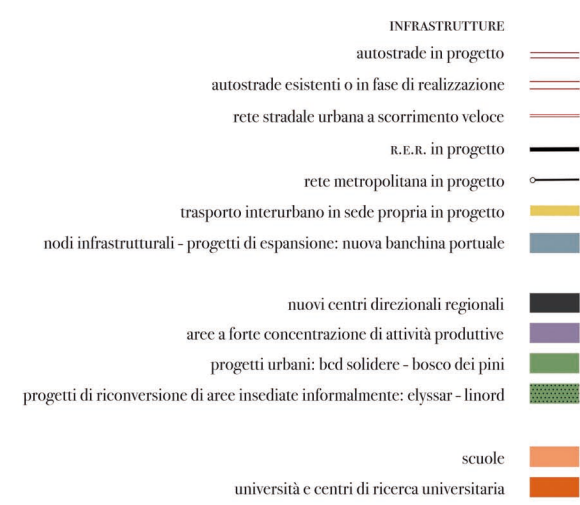 INFRASTRUTTURE
autostrade in progetto
autostrade esistenti o in fase di realizzazione
rete stradale urbana a scorrimento veloce
R.E.R. in progetto
rete metropolitana in progetto
trasporto interurbano in sede propria in progetto
nodi infrastrutturali - progetti di espansione: nuova banchina portuale
nuovi centri direzionali regionali
aree a forte concentrazione di attività produttive
progetti urbani: bcd solidere - bosco dei pini
progetti di riconversione di aree insediate informalmente: elyssar - linord
scuole
università e centri di ricerca universitaria